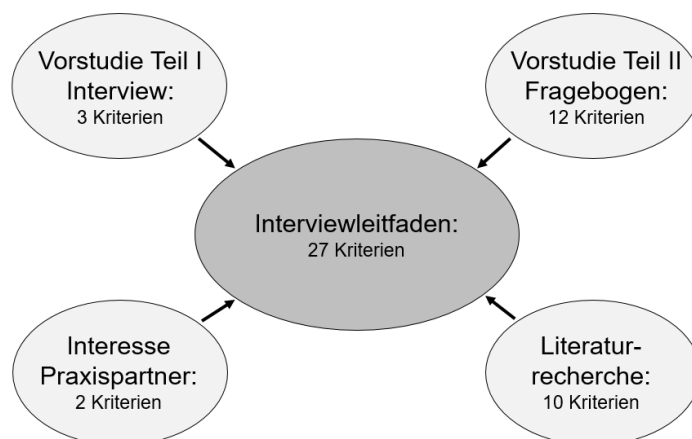 Vorstudie Teil I
Interview:
3 Kriterien
Vorstudie Teil II
Fragebogen:
12 Kriterien
Interviewleitfaden:
27 Kriterien
Interesse
Praxispartner:
2 Kriterien
Literatur-
recherche:
10 Kriterien